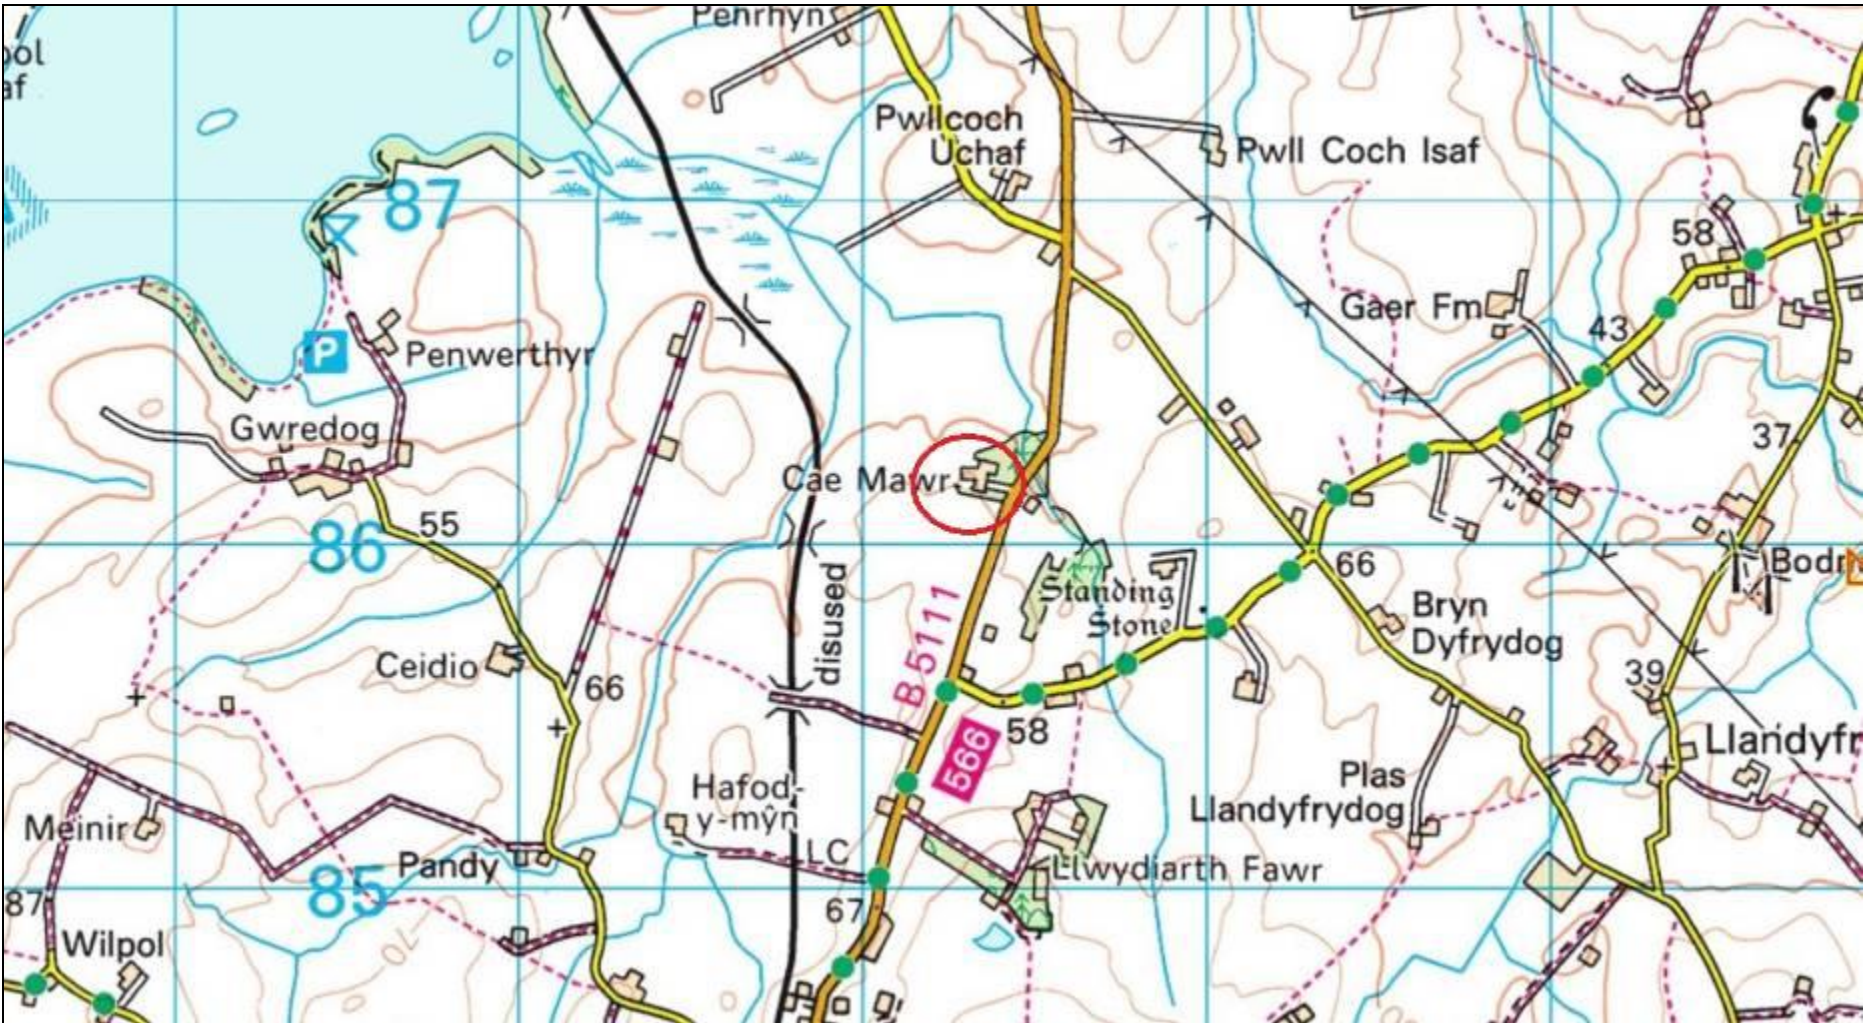 Penrhyn
Pwllcoch
Uchaf
Pwll Coch Isaf
87
58
P
Penwerthyr
Gaer Fm
43
Gwredog
Cae Mawr
37
55
86
disused
Standing
Stone
66
Bryn
Dyfrydog
B 5111
Ceidio
66
39
58
566
Llandyfr
Plas
Llandyfrydog
Hafod-
y-mŷn
Meinir
LC
Pandy
Llwydiarth Fawr
85
87
67
Wilpol
70